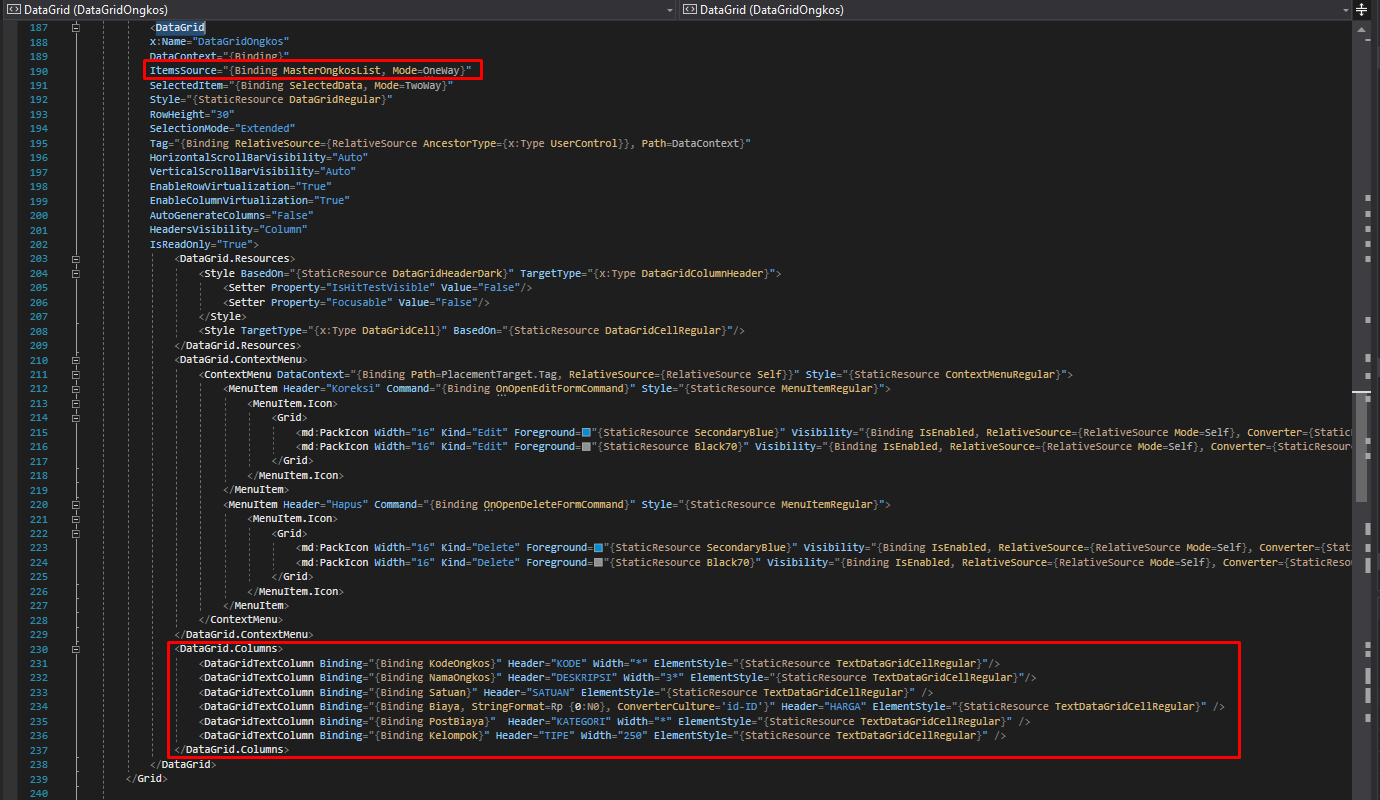 DataGrid (DataGridOngkos)
DataGrid (DataGridOngkos)
187 <DataGrid
188 x:Name="DataGridOngkos"
189 DataContext="{Binding}"
190 ItemsSource="{Binding MasterOngkosList, Mode=OneWay}"
191 SelectedItem="{Binding SelectedData, Mode=TwoWay}"
192 Style="{StaticResource DataGridRegular}"
193 RowHeight="30"
194 SelectionMode="Extended"
195 Tag="{Binding RelativeSource={RelativeSource AncestorType={x:Type UserControl}}, Path=DataContext}"
196 HorizontalScrollBarVisibility="Auto"
197 VerticalScrollBarVisibility="Auto"
198 EnableRowVirtualization="True"
199 EnableColumnVirtualization="True"
200 AutoGenerateColumns="False"
201 HeadersVisibility="Column"
202 IsReadOnly="True">
203 <DataGrid.Resources>
204 <Style BasedOn="{StaticResource DataGridHeaderDark}" TargetType="{x:Type DataGridColumnHeader}">
205 <Setter Property="IsHitTestVisible" Value="False"/>
206 <Setter Property="Focusable" Value="False"/>
207 </Style>
208 <Style TargetType="{x:Type DataGridCell}" BasedOn="{StaticResource DataGridCellRegular}"/>
209 </DataGrid.Resources>
210 <DataGrid.ContextMenu>
211 <ContextMenu DataContext="{Binding Path=PlacementTarget.Tag, RelativeSource={RelativeSource Self}}" Style="{StaticResource ContextMenuRegular}">
212 <MenuItem Header="Koreksi" Command="{Binding OnOpenEditFormCommand}" Style="{StaticResource MenuItemRegular}">
213 <MenuItem.Icon>
214 <Grid>
215 <md:PackIcon Width="16" Kind="Edit" Foreground="{StaticResource SecondaryBlue}" Visibility="{Binding IsEnabled, RelativeSource={RelativeSource Mode=Self}, Converter={StaticR
216 <md:PackIcon Width="16" Kind="Edit" Foreground="{StaticResource Black70}" Visibility="{Binding IsEnabled, RelativeSource={RelativeSource Mode=Self}, Converter={StaticResour
217 </Grid>
218 </MenuItem.Icon>
219 </MenuItem>
220 <MenuItem Header="Hapus" Command="{Binding OnOpenDeleteFormCommand}" Style="{StaticResource MenuItemRegular}">
221 <MenuItem.Icon>
222 <Grid>
223 <md:PackIcon Width="16" Kind="Delete" Foreground="{StaticResource SecondaryBlue}" Visibility="{Binding IsEnabled, RelativeSource={RelativeSource Mode=Self}, Converter={Stati
224 <md:PackIcon Width="16" Kind="Delete" Foreground="{StaticResource Black70}" Visibility="{Binding IsEnabled, RelativeSource={RelativeSource Mode=Self}, Converter={StaticReso
225 </Grid>
226 </MenuItem.Icon>
227 </MenuItem>
228 </ContextMenu>
229 </DataGrid.ContextMenu>
230 <DataGrid.Columns>
231 <DataGridTextColumn Binding="{Binding KodeOngkos}" Header="KODE" Width="*" ElementStyle="{StaticResource TextDataGridCellRegular}"/>
232 <DataGridTextColumn Binding="{Binding NamaOngkos}" Header="DESKRIPSI" Width="3*" ElementStyle="{StaticResource TextDataGridCellRegular}"/>
233 <DataGridTextColumn Binding="{Binding Satuan}" Header="SATUAN" ElementStyle="{StaticResource TextDataGridCellRegular}" />
234 <DataGridTextColumn Binding="{Binding Biaya, StringFormat=Rp {0:N0}, ConverterCulture='id-ID'}" Header="HARGA" ElementStyle="{StaticResource TextDataGridCellRegular}" />
235 <DataGridTextColumn Binding="{Binding PostBiaya}"  Header="KATEGORI" Width="*" ElementStyle="{StaticResource TextDataGridCellRegular}" />
236 <DataGridTextColumn Binding="{Binding Kelompok}" Header="TIPE" Width="250" ElementStyle="{StaticResource TextDataGridCellRegular}" />
237 </DataGrid.Columns>
238 </DataGrid>
239 </Grid>
240